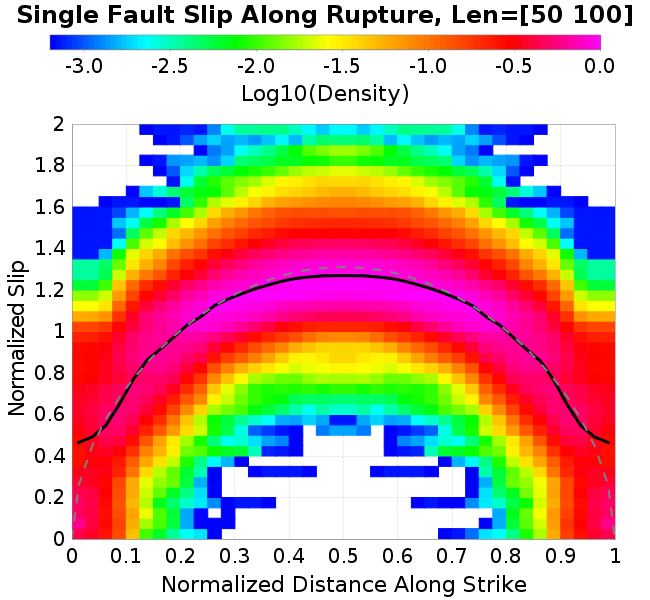 Single Fault Slip Along Rupture, Len=[50 100]
-3.0 -2.5 -2.0 -1.5 -1.0 -0.5 0.0
Log10(Density)
2
1.8
1.6
1.4
1.2
1
0.8
0.6
0.4
0.2
0
Normalized Slip
0 0.1 0.2 0.3 0.4 0.5 0.6 0.7 0.8 0.9 1
Normalized Distance Along Strike